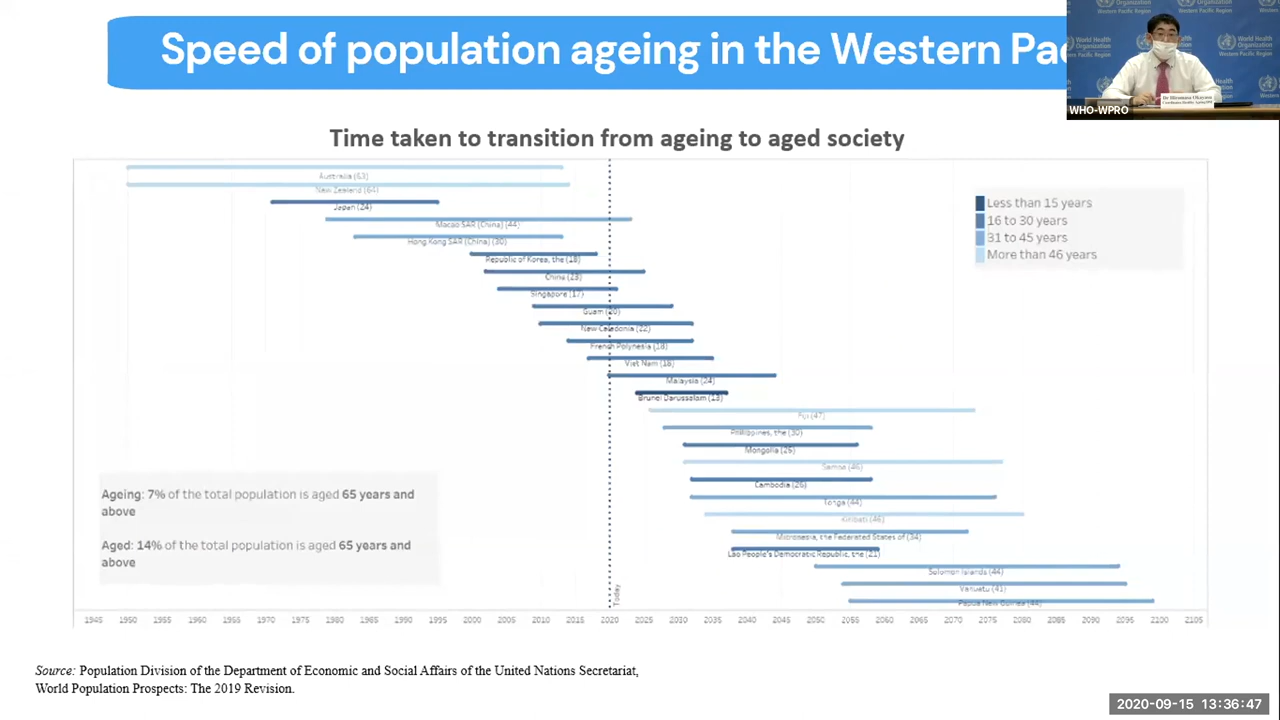 Speed of population ageing in the Western Pac
World Health
Organization
Western Pacific Region
WHO-WPRO
Time taken to transition from ageing to aged society
Australia (63)
New Zealand (64)
Japan (24)
Macao SAR (China) (44)
Hong Kong SAR (China) (30)
Republic of Korea, the (18)
China (23)
Singapore (17)
Guam (20)
New Caledonia (22)
French Polynesia (18)
Viet Nam (18)
Malaysia (24)
Brunei Darussalam (13)
Fiji (47)
Philippines, the (30)
Mongolia (25)
Samoa (46)
Cambodia (26)
Tonga (44)
Kiribati (46)
Micronesia, the Federated States of (34)
Lao People's Democratic Republic, the (21)
Solomon Islands (44)
Vanuatu (41)
Papua New Guinea (44)
Less than 15 years
16 to 30 years
31 to 45 years
More than 46 years
Ageing: 7% of the total population is aged 65 years and
above
Aged: 14% of the total population is aged 65 years and
above
Today
1945 1950 1955 1960 1965 1970 1975 1980 1985 1990 1995 2000 2005 2010 2015 2020 2025 2030 2035 2040 2045 2050 2055 2060 2065 2070 2075 2080 2085 2090 2095 2100 2105
Source: Population Division of the Department of Economic and Social Affairs of the United Nations Secretariat,
World Population Prospects: The 2019 Revision.
2020-09-15 13:36:47